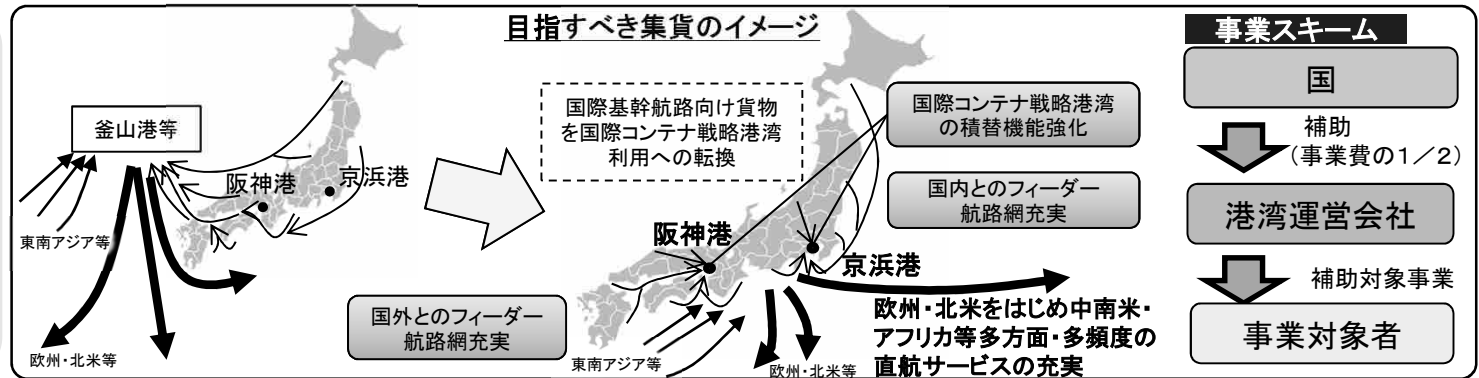 目指すべき集貨のイメージ
釜山港等
阪神港
京浜港
東南アジア等
欧州・北米等
国際基幹航路向け貨物
を国際コンテナ戦略港湾
利用への転換
国際コンテナ戦略港湾
の積替機能強化
国内とのフィーダー
航路網充実
阪神港
京浜港
国外とのフィーダー
航路網充実
東南アジア等
欧州・北米等
欧州・北米をはじめ中南米・
アフリカ等多方面・多頻度の
直航サービスの充実
事業スキーム
国
補助
(事業費の1/2)
港湾運営会社
補助対象事業
事業対象者